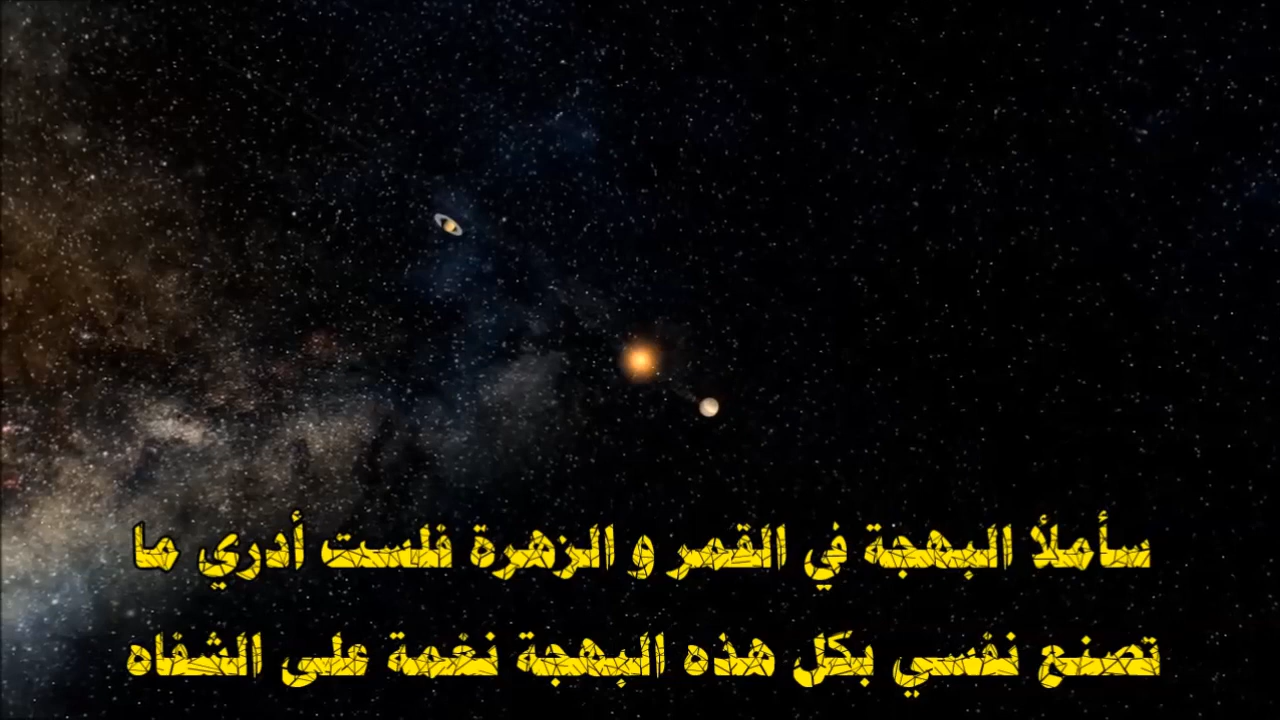 سأملأ البهجة في القمر و الزهرة فلست أدري ما
تصنع نفسي بكل هذه البهجة نغمة على الشفاه